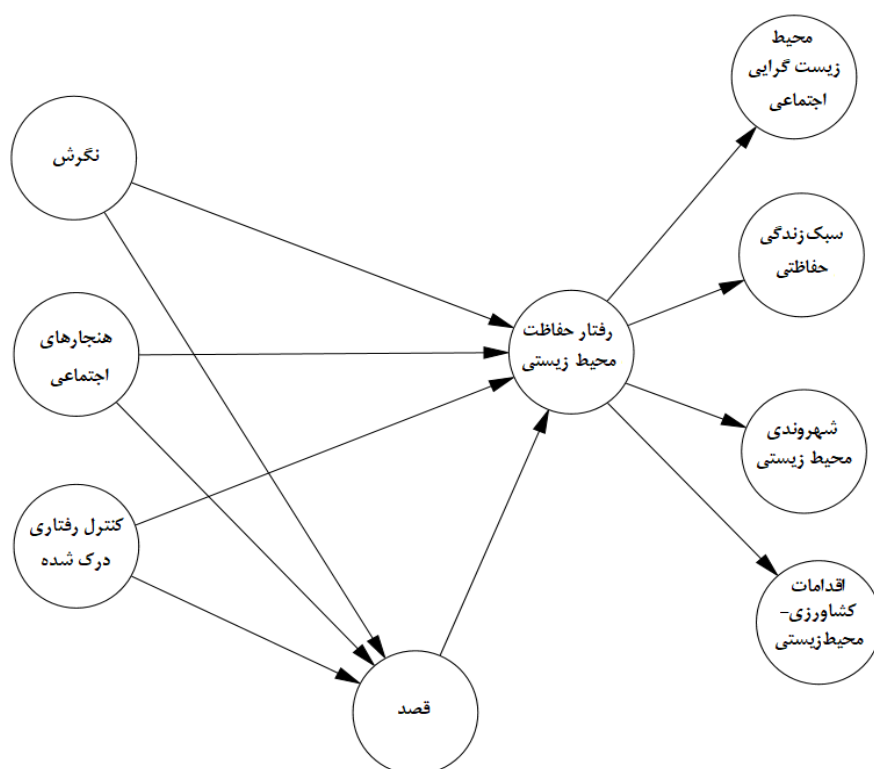 محیط
زیست گرایی
اجتماعی
نگرش
سبک زندگی
حفاظتی
هنجارهای
اجتماعی
رفتار حفاظت
محیط زیستی
شهروندی
محیط زیستی
کنترل رفتاری
درک شده
اقدامات
کشاورزی-
محیط‌زیستی
قصد